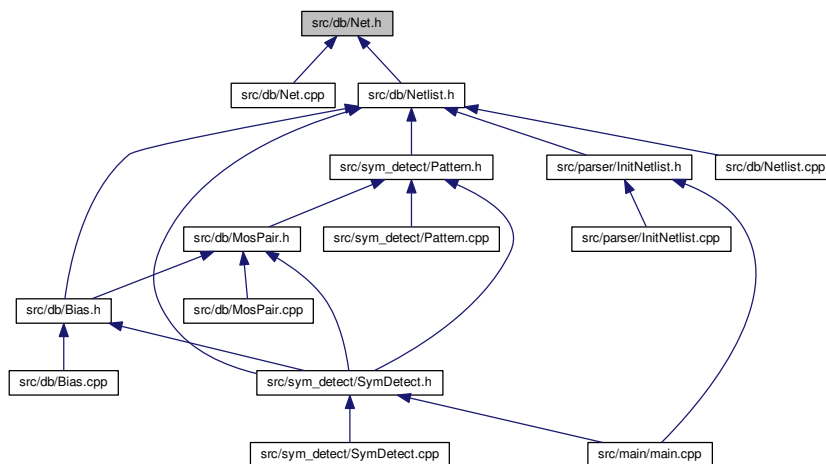 src/db/Net.h
src/db/Net.cpp
src/db/Netlist.h
src/sym_detect/Pattern.h
src/parser/InitNetlist.h
src/db/Netlist.cpp
src/db/MosPair.h
src/sym_detect/Pattern.cpp
src/parser/InitNetlist.cpp
src/db/Bias.h
src/db/MosPair.cpp
src/db/Bias.cpp
src/sym_detect/SymDetect.h
src/sym_detect/SymDetect.cpp
src/main/main.cpp